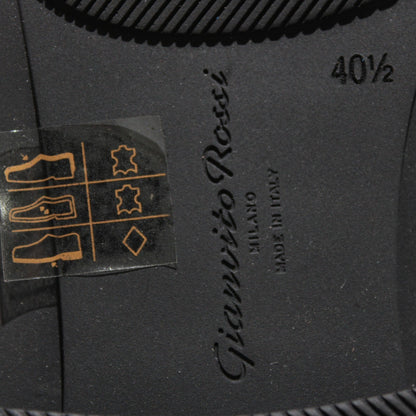 40½
Gianvito Rossi
MILANO
MADE IN ITALY